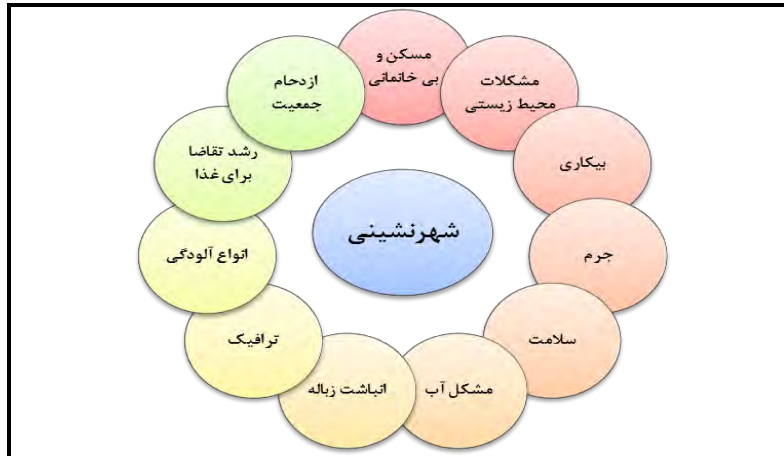 مسکن و
بی خانمانی
مشکلات
محیط زیستی
بیکاری
جرم
سلامت
مشکل آب
انباشت زباله
ترافیک
انواع آلودگی
رشد تقاضا
برای غذا
ازدحام
جمعیت
شهرنشینی